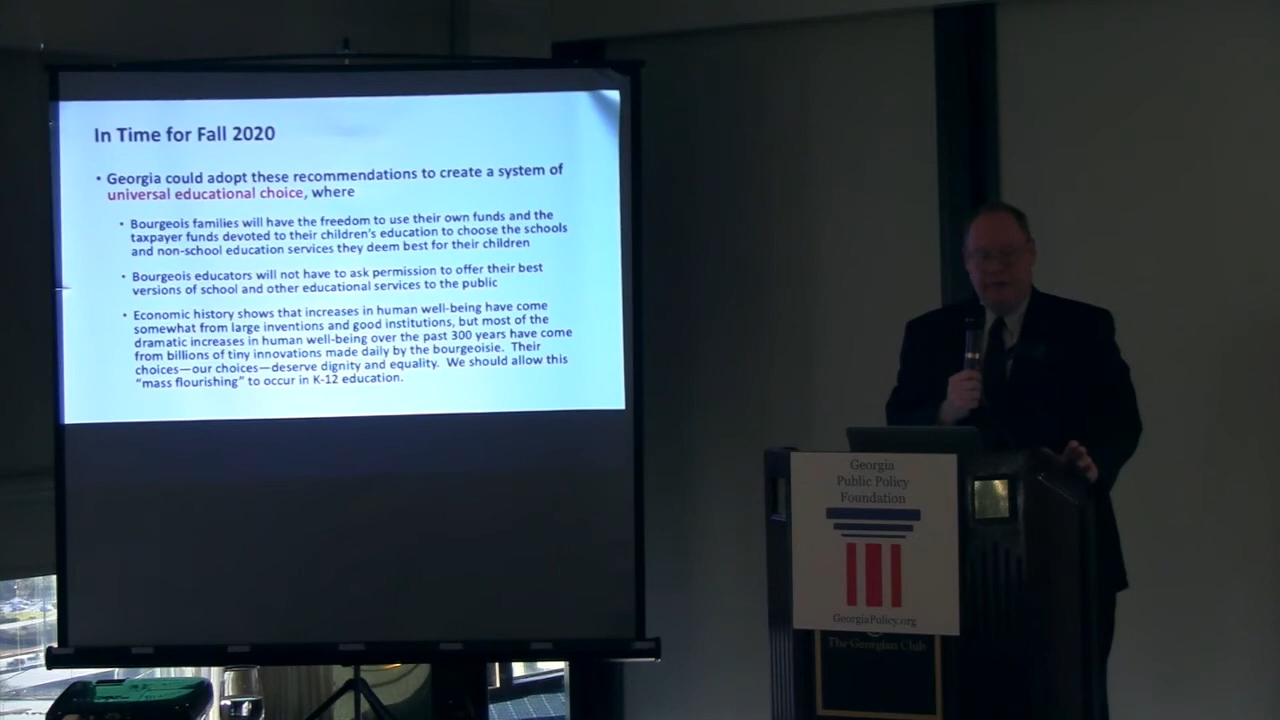 In Time for Fall 2020
• Georgia could adopt these recommendations to create a system of
universal educational choice, where
• Bourgeois families will have the freedom to use their own funds and the
taxpayer funds devoted to their children's education to choose the schools
and non-school education services they deem best for their children
• Bourgeois educators will not have to ask permission to offer their best
versions of school and other educational services to the public
• Economic history shows that increases in human well-being have come
somewhat from large inventions and good institutions, but most of the
dramatic increases in human well-being over the past 300 years have come
from billions of tiny innovations made daily by the bourgeoisie. Their
choices—our choices—deserve dignity and equality. We should allow this
"mass flourishing" to occur in K-12 education.
Georgia
Public Policy
Foundation
GeorgiaPolicy.org
The Georgian Club